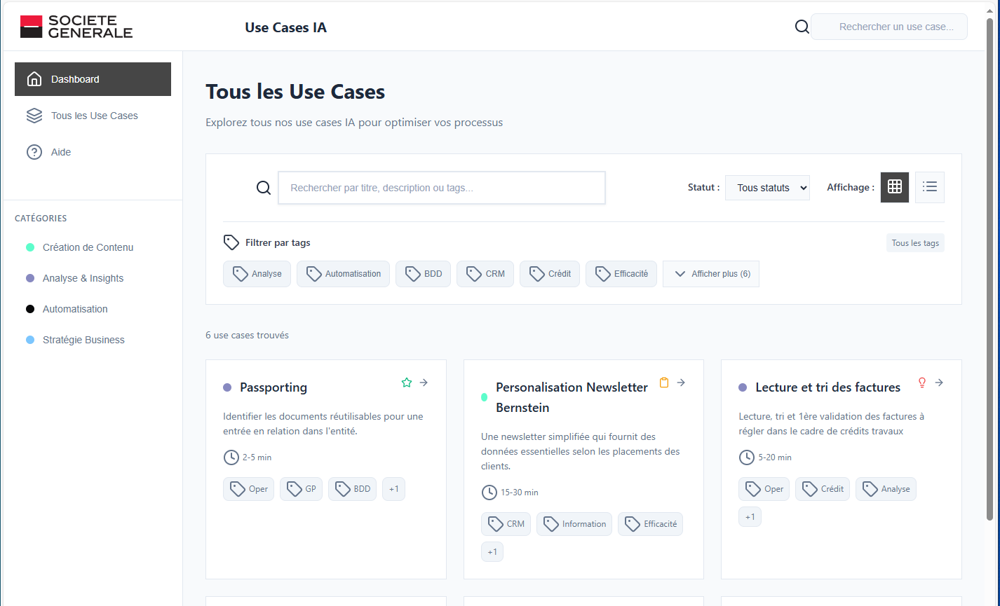 SOCIETE
GENERALE
Use Cases IA
Rechercher un use case...
Dashboard
Tous les Use Cases
Aide
CATÉGORIES
Création de Contenu
Analyse & Insights
Automatisation
Stratégie Business
Tous les Use Cases
Explorez tous nos use cases IA pour optimiser vos processus
Rechercher par titre, description ou tags...
Statut :
Tous statuts
Affichage :
Filtrer par tags
Tous les tags
Analyse
Automatisation
BDD
CRM
Crédit
Efficacité
Afficher plus (6)
6 use cases trouvés
Passporting
Identifier les documents réutilisables pour une
entrée en relation dans l'entité.
2-5 min
Oper
GP
BDD
+1
Personalisation Newsletter
Bernstein
Une newsletter simplifiée qui fournit des
données essentielles selon les placements des
clients.
15-30 min
CRM
Information
Efficacité
+1
Lecture et tri des factures
Lecture, tri et 1ère validation des factures à
régler dans le cadre de crédits travaux
5-20 min
Oper
Crédit
Analyse
+1